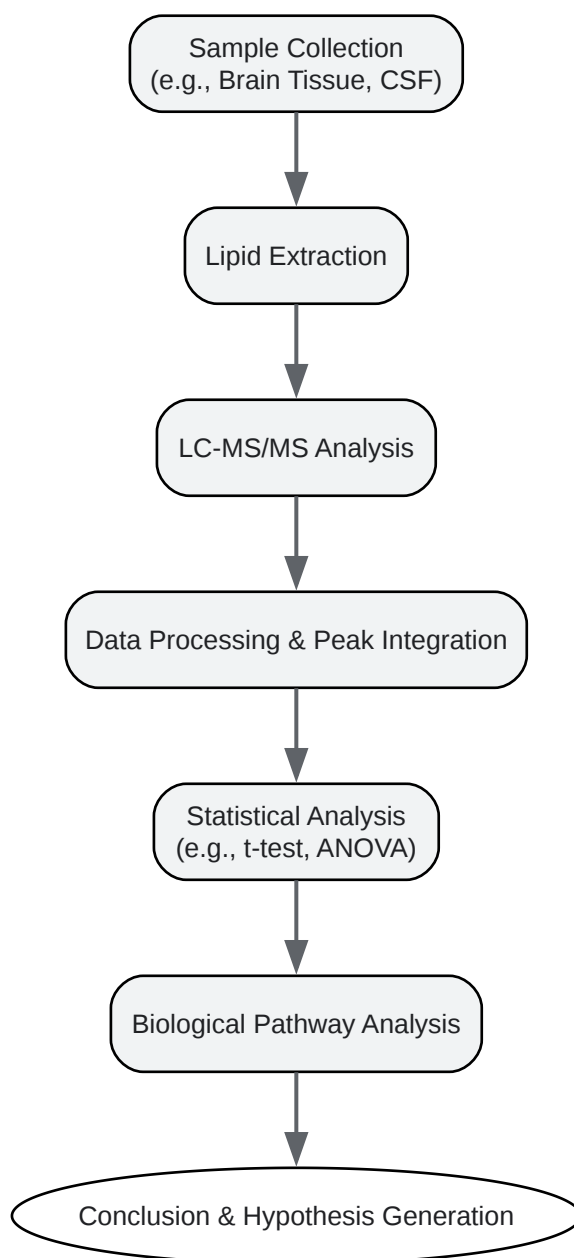 Sample Collection
(e.g., Brain Tissue, CSF)
Lipid Extraction
LC-MS/MS Analysis
Data Processing & Peak Integration
Statistical Analysis
(e.g., t-test, ANOVA)
Biological Pathway Analysis
Conclusion & Hypothesis Generation